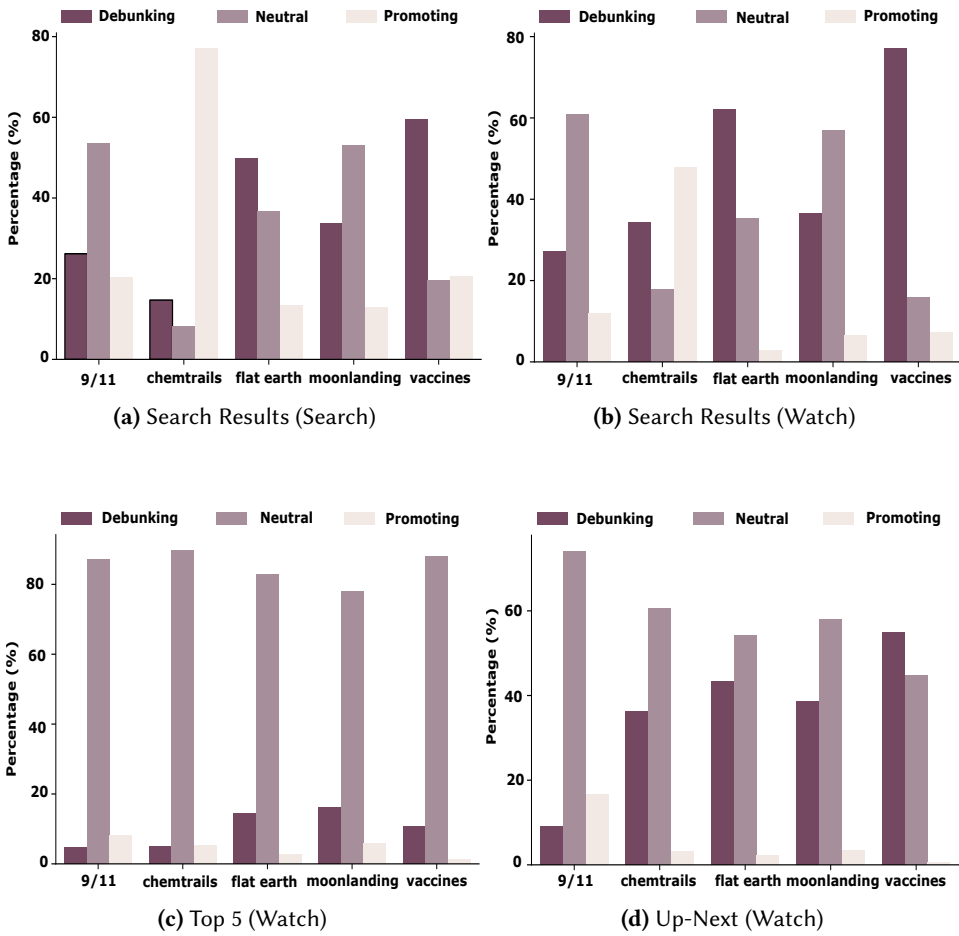 Debunking Neutral Promoting
80
60
40
20
0
Percentage (%)
9/11 chemtrails flat earth moonlanding vaccines
(a) Search Results (Search)
Debunking Neutral Promoting
80
60
40
20
0
Percentage (%)
9/11 chemtrails flat earth moonlanding vaccines
(b) Search Results (Watch)
Debunking Neutral Promoting
80
60
40
20
0
Percentage (%)
9/11 chemtrails flat earth moonlanding vaccines
(c) Top 5 (Watch)
Debunking Neutral Promoting
60
40
20
0
Percentage (%)
9/11 chemtrails flat earth moonlanding vaccines
(d) Up-Next (Watch)